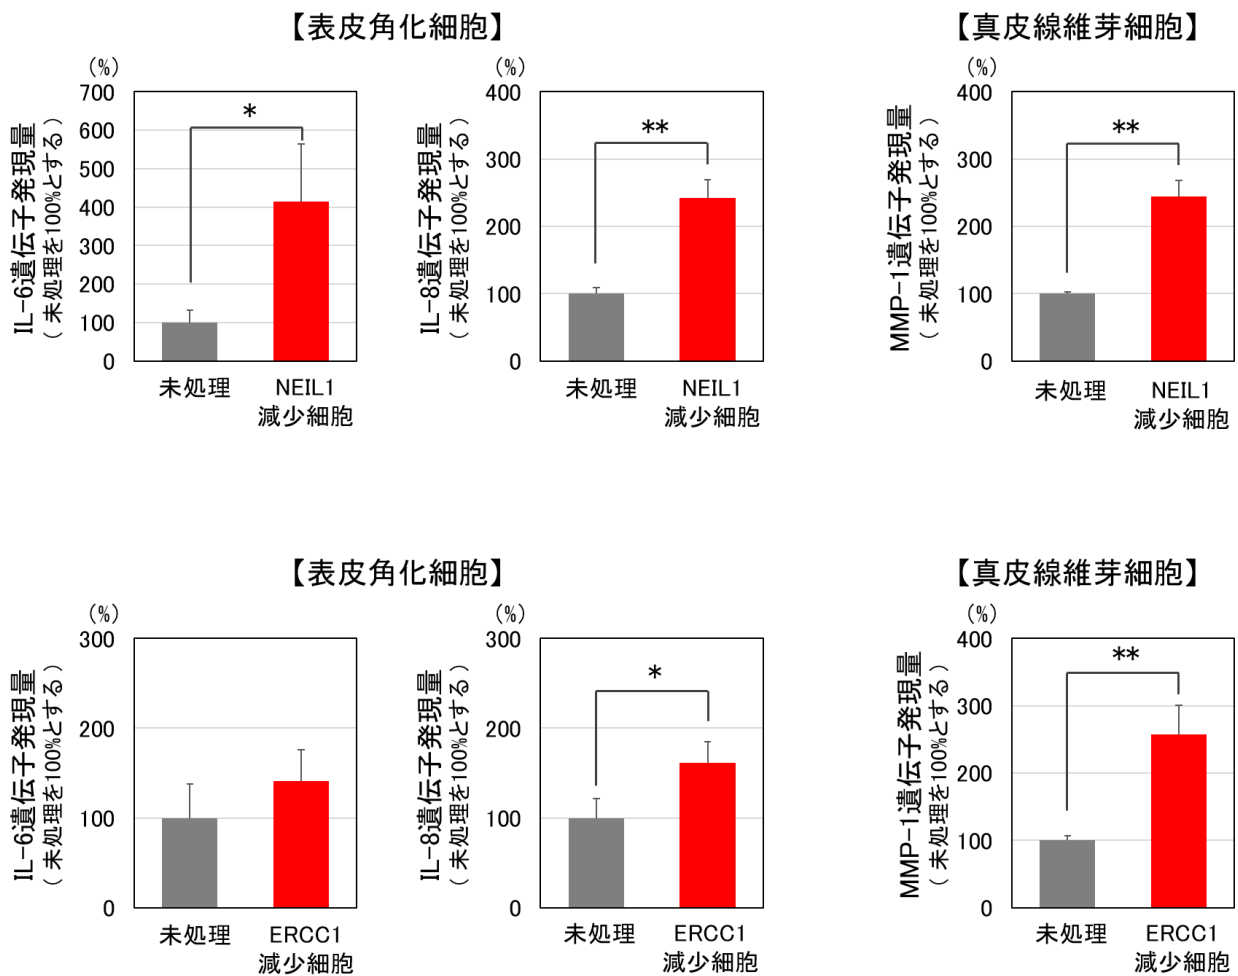 【表皮角化細胞】
【真皮線維芽細胞】
(%)
IL-6遺伝子発現量
(未処理を100%とする)
700
600
500
400
300
200
100
0
*
未処理
NEIL1
減少細胞
(%)
IL-8遺伝子発現量
(未処理を100%とする)
400
300
200
100
0
**
未処理
NEIL1
減少細胞
(%)
MMP-1遺伝子発現量
(未処理を100%とする)
400
300
200
100
0
**
未処理
NEIL1
減少細胞
【表皮角化細胞】
【真皮線維芽細胞】
(%)
IL-6遺伝子発現量
(未処理を100%とする)
300
200
100
0
未処理
ERCC1
減少細胞
(%)
IL-8遺伝子発現量
(未処理を100%とする)
300
200
100
0
*
未処理
ERCC1
減少細胞
(%)
MMP-1遺伝子発現量
(未処理を100%とする)
400
300
200
100
0
**
未処理
ERCC1
減少細胞